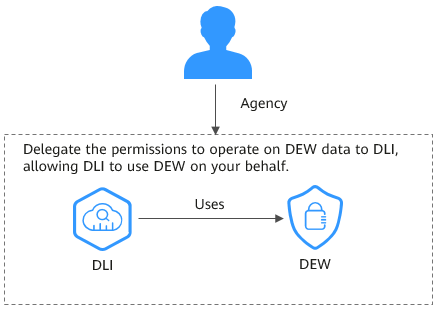 Agency
Delegate the permissions to operate on DEW data to DLI,
allowing DLI to use DEW on your behalf.
Uses
DLI
DEW